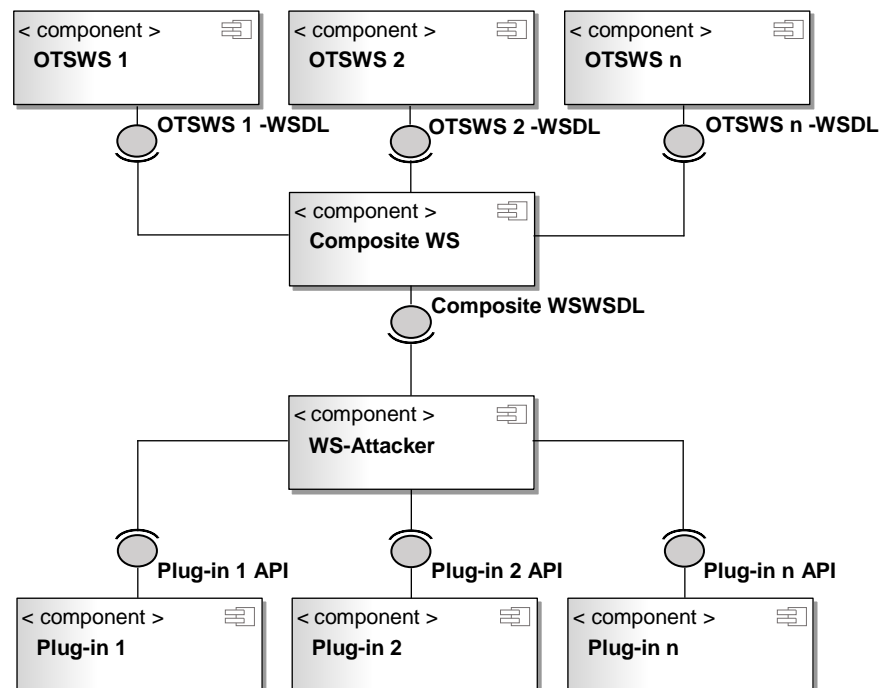 < component >
OTSWS 1
< component >
OTSWS 2
< component >
OTSWS n
OTSWS 1 -WSDL
OTSWS 2 -WSDL
OTSWS n -WSDL
< component >
Composite WS
Composite WSWSDL
< component >
WS-Attacker
Plug-in 1 API
Plug-in 2 API
Plug-in n API
< component >
Plug-in 1
< component >
Plug-in 2
< component >
Plug-in n